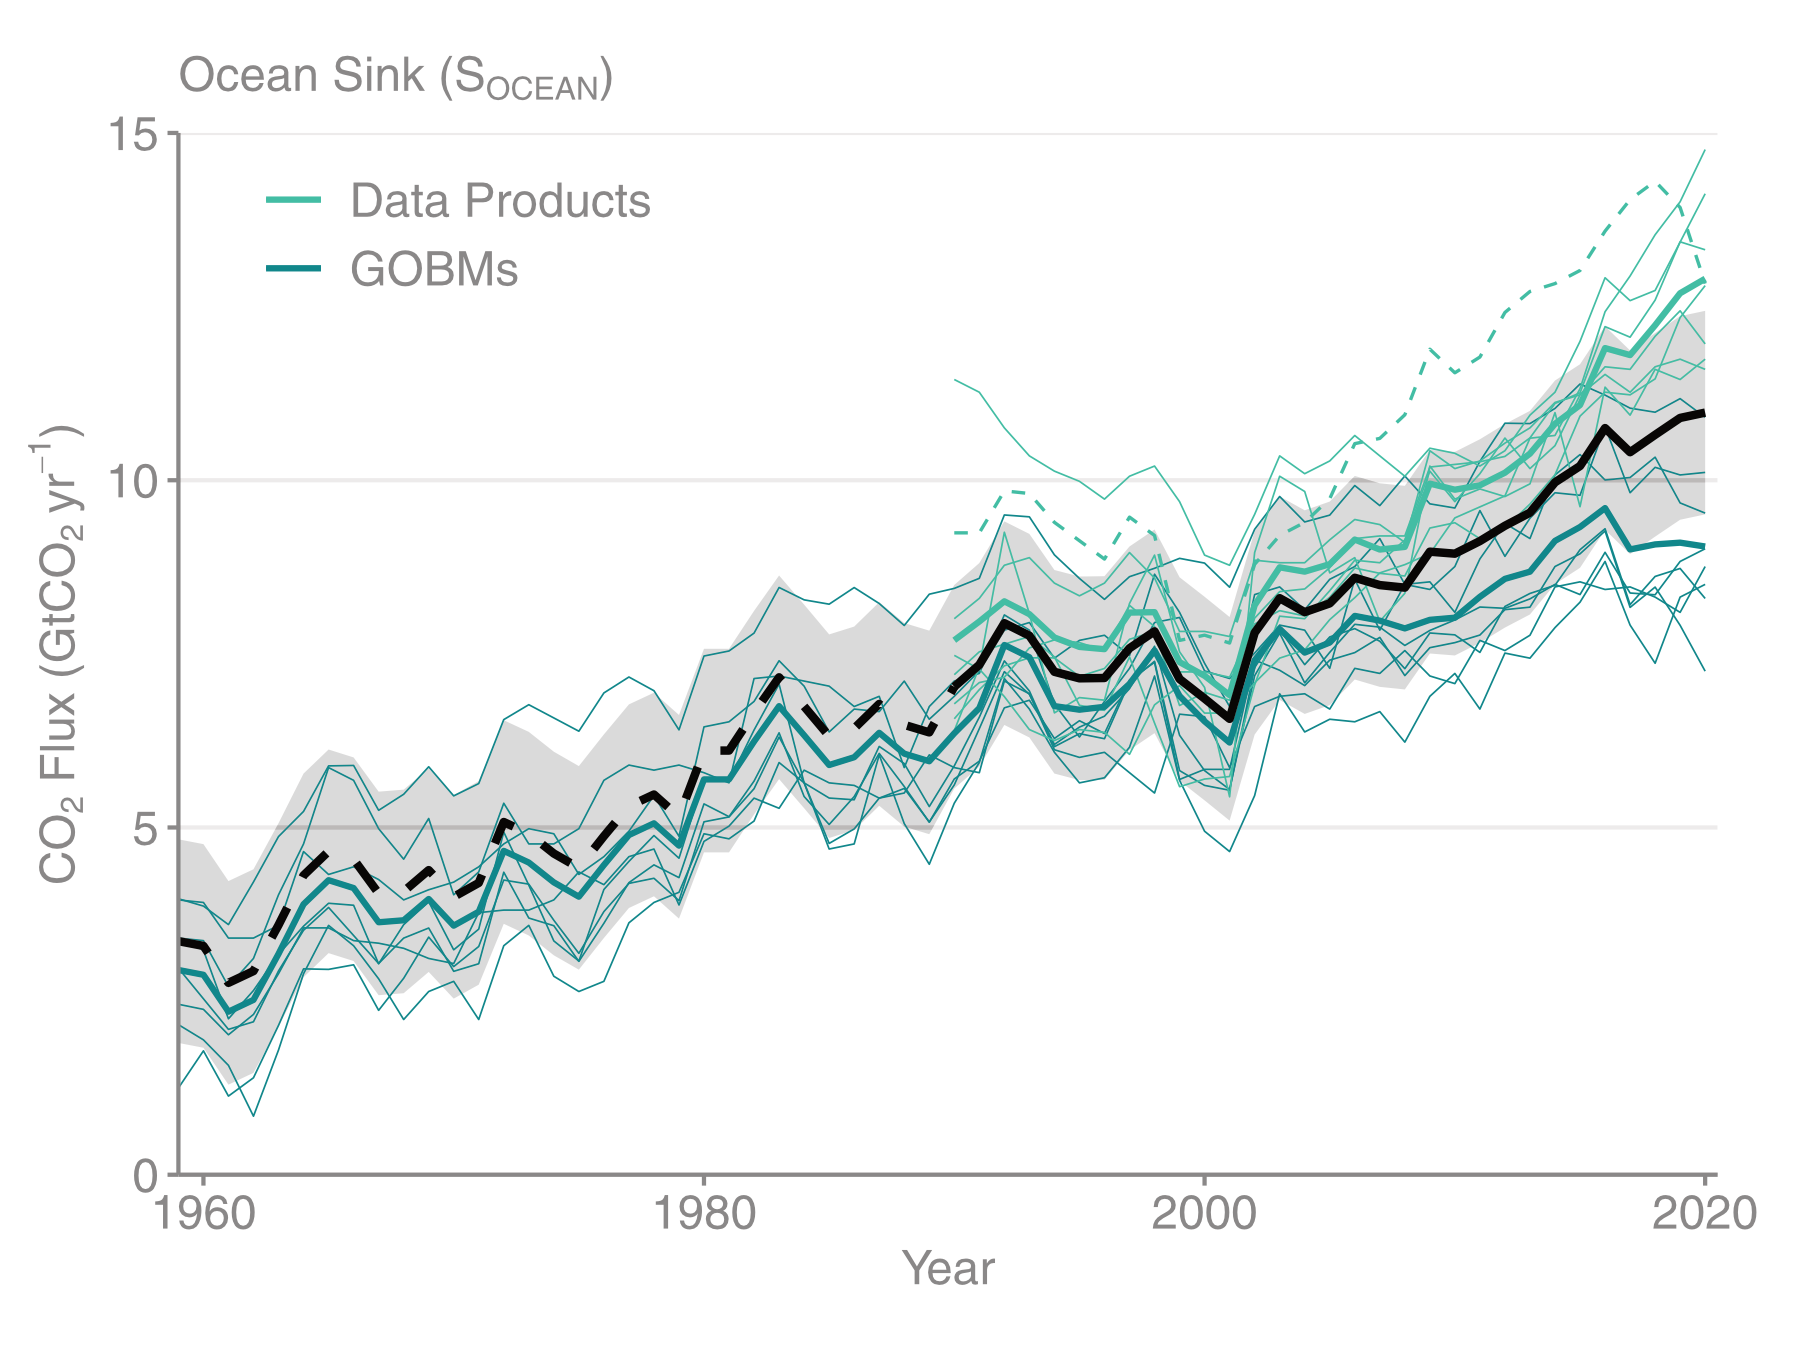 Ocean Sink (S_OCEAN)
15
Data Products
GOBMs
10
5
0
CO₂ Flux (GtCO₂ yr⁻¹)
1960 1980 2000 2020
Year